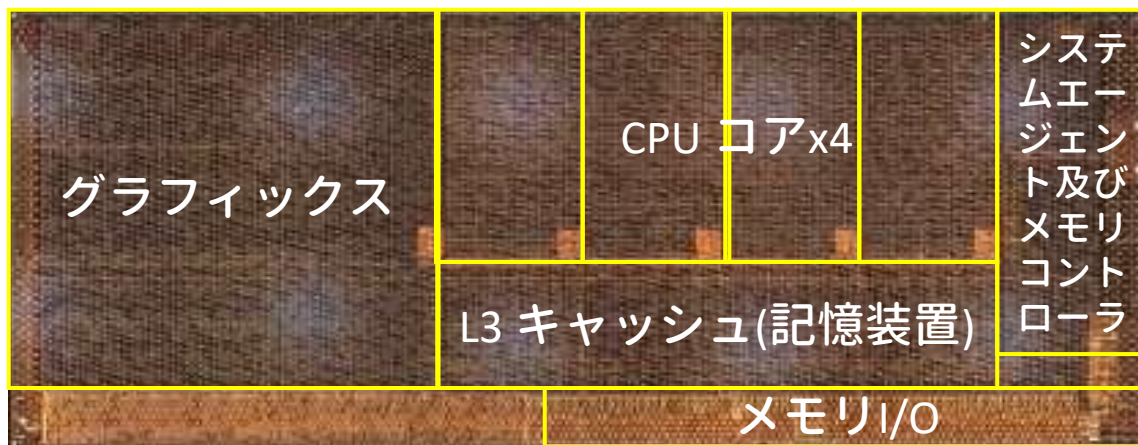 グラフィックス
CPU コアx4
L3 キャッシュ(記憶装置)
システ
ムエー
ジェン
ト及び
メモリ
コント
ローラ
メモリI/O